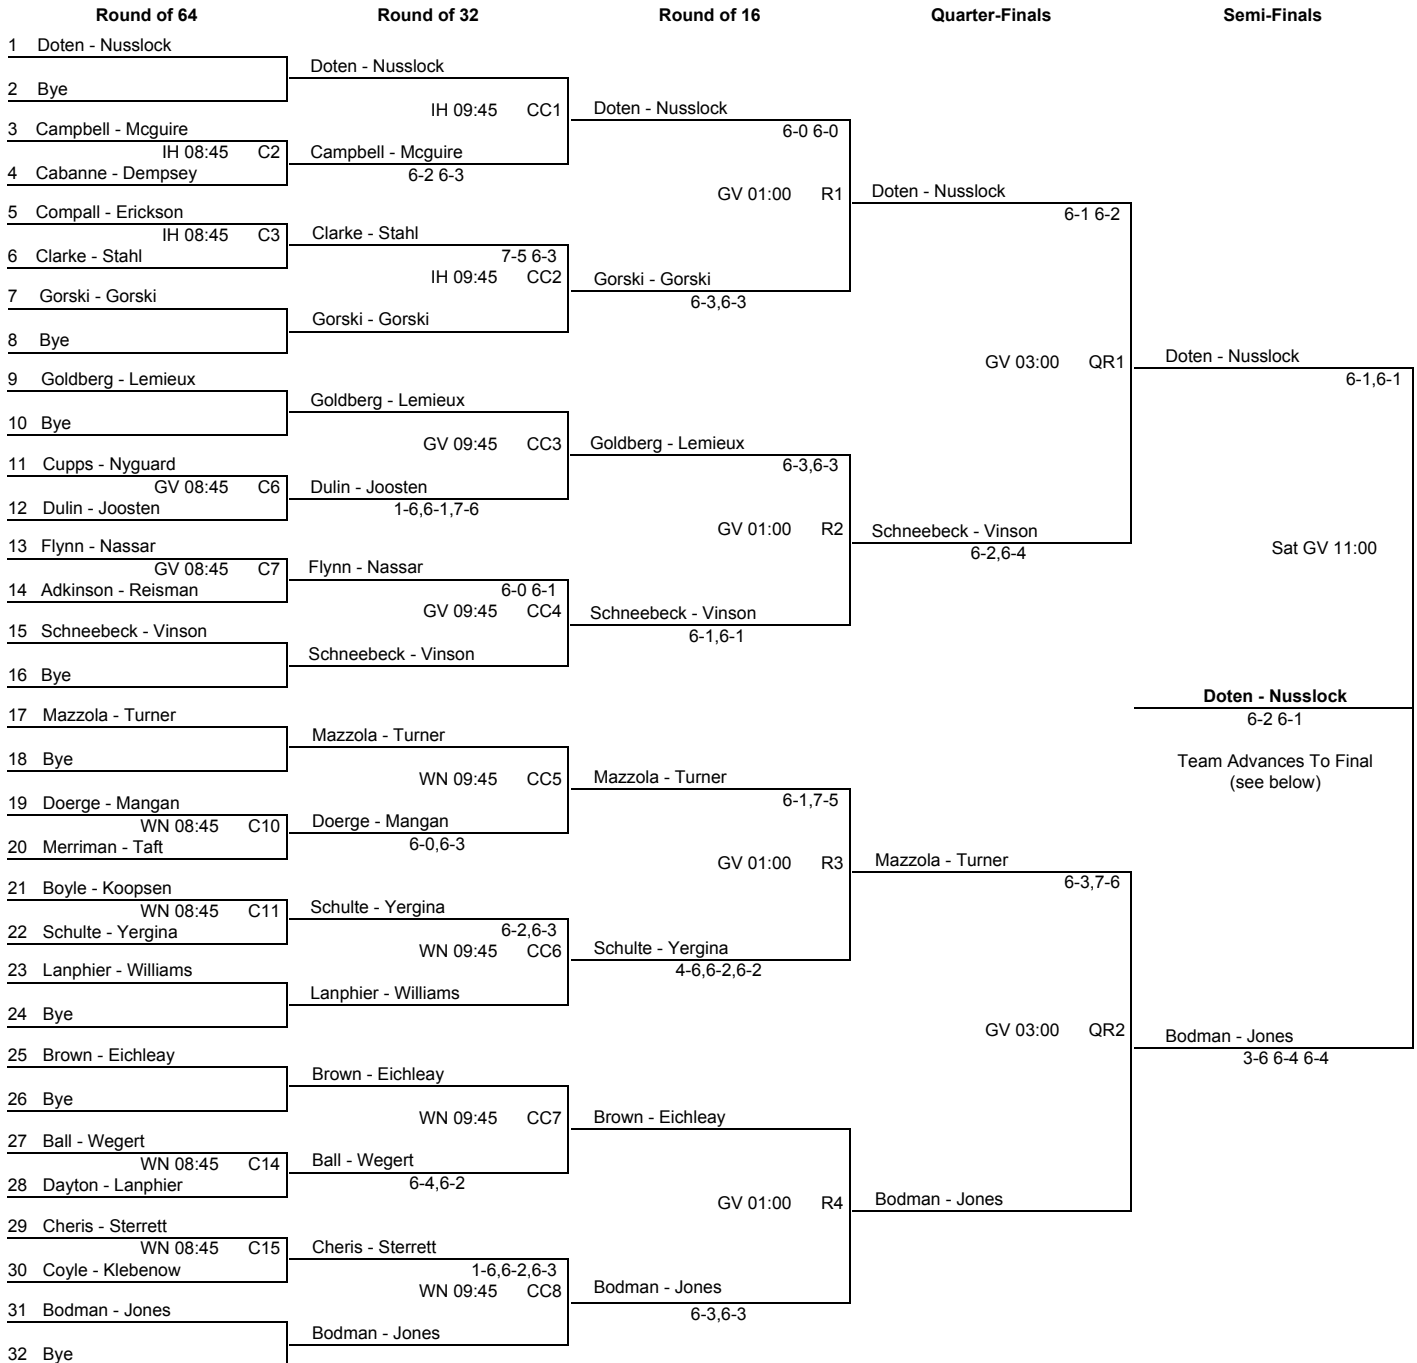 Round of 64 Round of 32 Round of 16 Quarter-Finals Semi-Finals
1 Doten - Nusslock
Doten - Nusslock
2 Bye
IH 09:45 CC1 Doten - Nusslock
3 Campbell - Mcguire 6-0 6-0
IH 08:45 C2 Campbell - Mcguire
4 Cabanne - Dempsey 6-2 6-3
GV 01:00 R1 Doten - Nusslock
5 Compall - Erickson 6-1 6-2
IH 08:45 C3 Clarke - Stahl
6 Clarke - Stahl 7-5 6-3
IH 09:45 CC2 Gorski - Gorski
7 Gorski - Gorski 6-3,6-3
Gorski - Gorski
8 Bye
GV 03:00 QR1 Doten - Nusslock
9 Goldberg - Lemieux 6-1,6-1
Goldberg - Lemieux
10 Bye
GV 09:45 CC3 Goldberg - Lemieux
11 Cupps - Nyguard 6-3,6-3
GV 08:45 C6 Dulin - Joosten
12 Dulin - Joosten 1-6,6-1,7-6
GV 01:00 R2 Schneebeck - Vinson
13 Flynn - Nassar 6-2,6-4 Sat GV 11:00
GV 08:45 C7 Flynn - Nassar
14 Adkinson - Reisman 6-0 6-1
GV 09:45 CC4 Schneebeck - Vinson
15 Schneebeck - Vinson 6-1,6-1
Schneebeck - Vinson
16 Bye
Doten - Nusslock
17 Mazzola - Turner 6-2 6-1
Mazzola - Turner
18 Bye Team Advances To Final
WN 09:45 CC5 Mazzola - Turner (see below)
19 Doerge - Mangan 6-1,7-5
WN 08:45 C10 Doerge - Mangan
20 Merriman - Taft 6-0,6-3
GV 01:00 R3 Mazzola - Turner
21 Boyle - Koopsen 6-3,7-6
WN 08:45 C11 Schulte - Yergina
22 Schulte - Yergina 6-2,6-3
WN 09:45 CC6 Schulte - Yergina
23 Lanphier - Williams 4-6,6-2,6-2
Lanphier - Williams
24 Bye
GV 03:00 QR2 Bodman - Jones
25 Brown - Eichleay 3-6 6-4 6-4
Brown - Eichleay
26 Bye
WN 09:45 CC7 Brown - Eichleay
27 Ball - Wegert
WN 08:45 C14 Ball - Wegert
28 Dayton - Lanphier 6-4,6-2
GV 01:00 R4 Bodman - Jones
29 Cheris - Sterrett
WN 08:45 C15 Cheris - Sterrett
30 Coyle - Klebenow 1-6,6-2,6-3
WN 09:45 CC8 Bodman - Jones
31 Bodman - Jones 6-3,6-3
Bodman - Jones
32 Bye